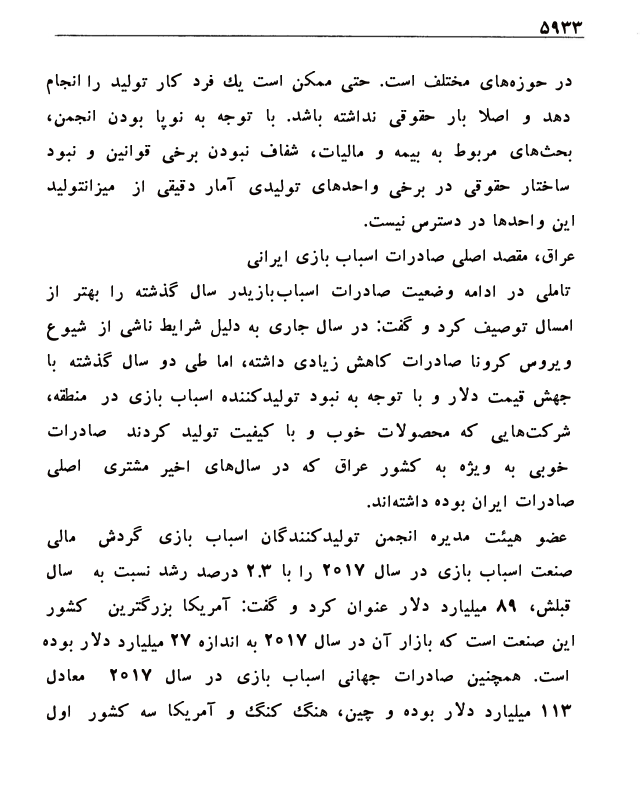 ۵۹۳۳
در حوزه‌های مختلف است. حتی ممکن است یك فرد کار تولید را انجام
دهد و اصلا بار حقوقی نداشته باشد. با توجه به نوپا بودن انجمن،
بحث‌های مربوط به بیمه و مالیات، شفاف نبودن برخی قوانین و نبود
ساختار حقوقی در برخی واحدهای تولیدی آمار دقیقی از میزانتولید
این واحدها در دسترس نیست.
عراق، مقصد اصلی صادرات اسباب بازی ایرانی
تاملی در ادامه وضعیت صادرات اسباب‌بازیدر سال گذشته را بهتر از
امسال توصیف کرد و گفت: در سال جاری به دلیل شرایط ناشی از شیوع
ویروس کرونا صادرات کاهش زیادی داشته، اما طی دو سال گذشته با
جهش قیمت دلار و با توجه به نبود تولیدکننده اسباب بازی در منطقه،
شرکت‌هایی که محصولات خوب و با کیفیت تولید کردند صادرات
خوبی به ویژه به کشور عراق که در سال‌های اخیر مشتری اصلی
صادرات ایران بوده داشته‌اند.
عضو هیئت مدیره انجمن تولیدکنندگان اسباب بازی گردش مالی
صنعت اسباب بازی در سال ۲۰۱۷ را با ۲.۳ درصد رشد نسبت به سال
قبلش، ۸۹ میلیارد دلار عنوان کرد و گفت: آمریکا بزرگترین کشور
این صنعت است که بازار آن در سال ۲۰۱۷ به اندازه ۲۷ میلیارد دلار بوده
است. همچنین صادرات جهانی اسباب بازی در سال ۲۰۱۷ معادل
۱۱۳ میلیارد دلار بوده و چین، هنگ کنگ و آمریکا سه کشور اول